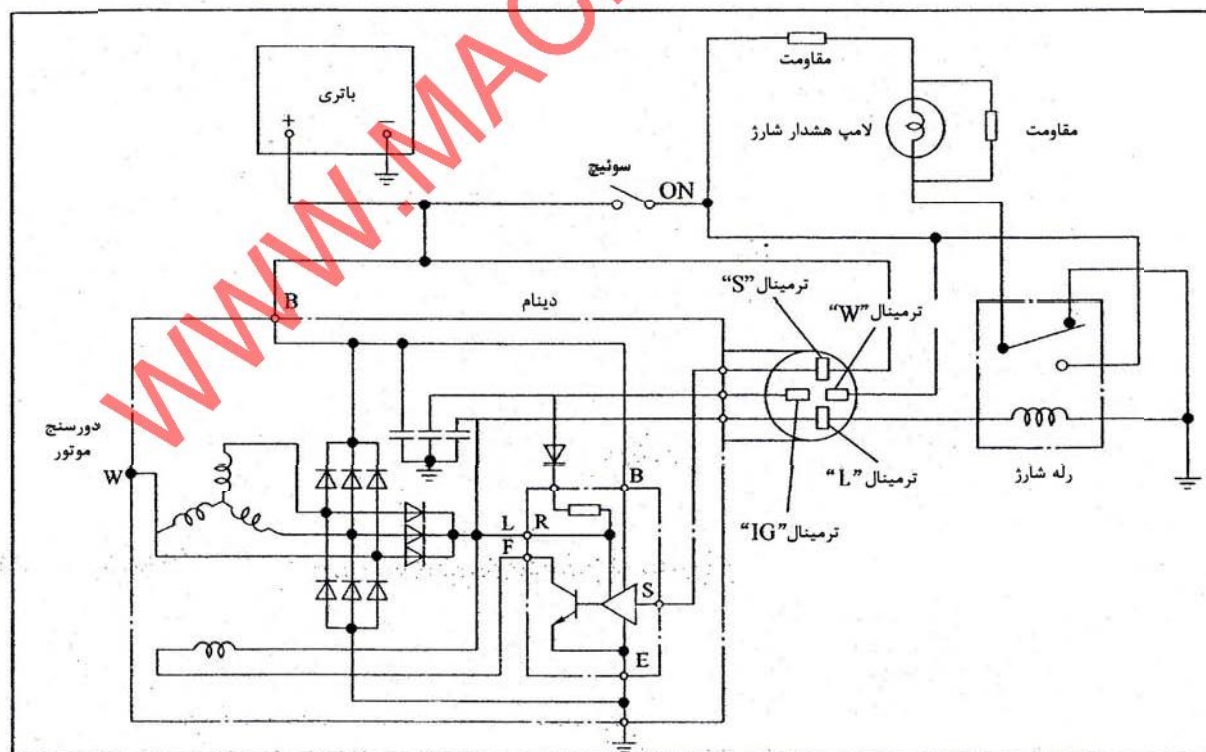 WWW.MAO
باتری
+
−
مقاومت
لامپ هشدار شارژ
مقاومت
سوئیچ
ON
B
دینام
ترمینال "S"
ترمینال "W"
دورسنج
موتور
W
B
L
R
F
S
E
ترمینال "L"
ترمینال "IG"
رله شارژ